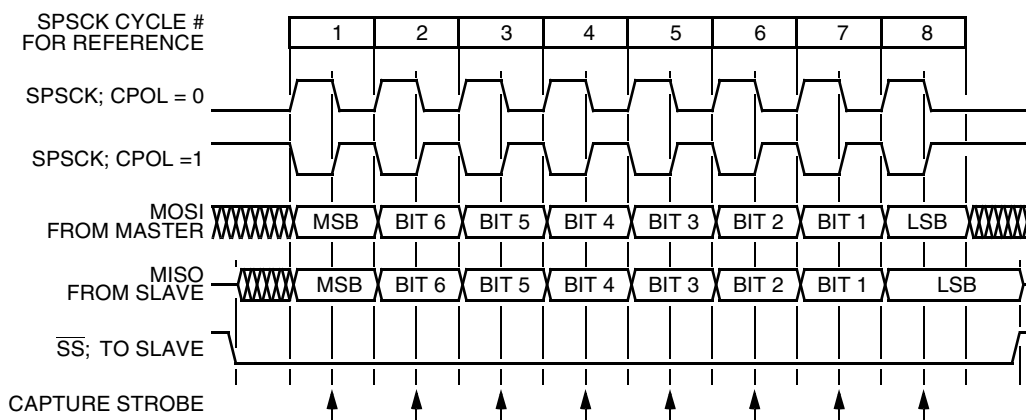 SPSCK CYCLE #
FOR REFERENCE
1 2 3 4 5 6 7 8
SPSCK; CPOL = 0
SPSCK; CPOL =1
MOSI
FROM MASTER
MSB BIT 6 BIT 5 BIT 4 BIT 3 BIT 2 BIT 1 LSB
MISO
FROM SLAVE
MSB BIT 6 BIT 5 BIT 4 BIT 3 BIT 2 BIT 1 LSB
SS; TO SLAVE
CAPTURE STROBE